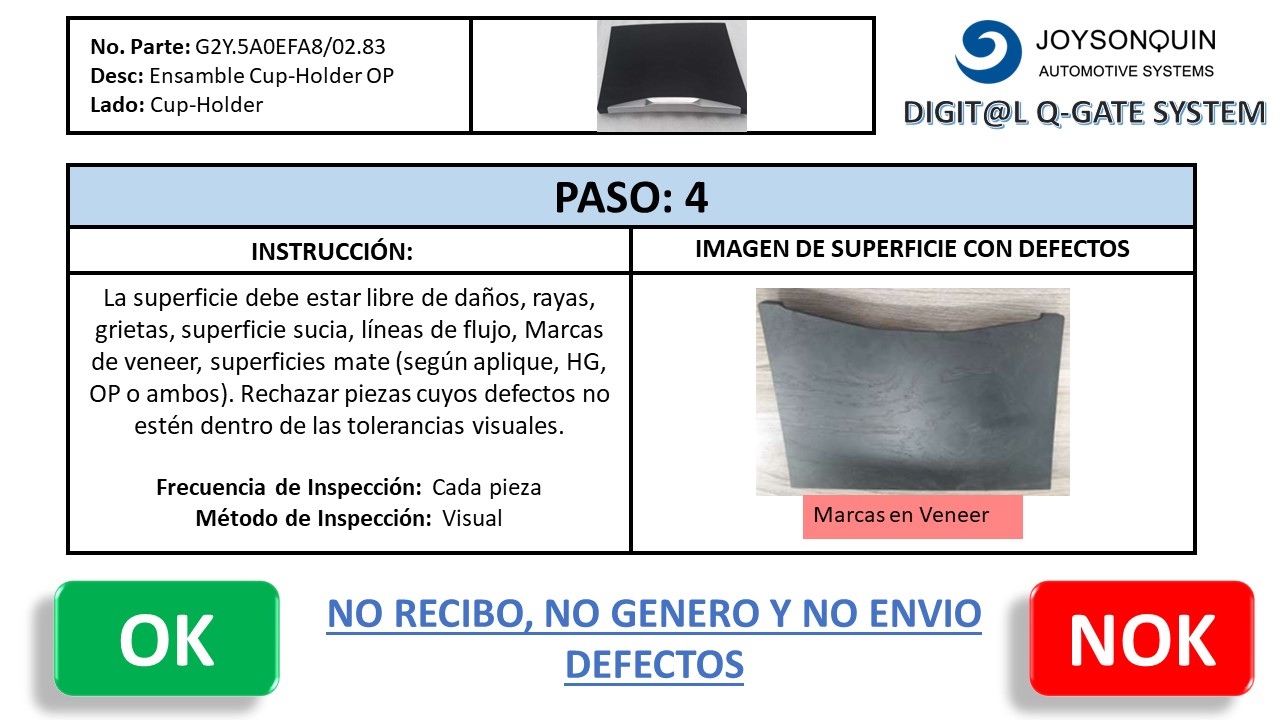 No. Parte: G2Y.5A0EFA8/02.83
Desc: Ensamble Cup-Holder OP
Lado: Cup-Holder
JOYSONQUIN
AUTOMOTIVE SYSTEMS
DIGIT@L Q-GATE SYSTEM
PASO: 4
INSTRUCCIÓN:
IMAGEN DE SUPERFICIE CON DEFECTOS
La superficie debe estar libre de daños, rayas,
grietas, superficie sucia, líneas de flujo, Marcas
de veneer, superficies mate (según aplique, HG,
OP o ambos). Rechazar piezas cuyos defectos no
estén dentro de las tolerancias visuales.
Frecuencia de Inspección: Cada pieza
Método de Inspección: Visual
Marcas en Veneer
OK
NO RECIBO, NO GENERO Y NO ENVIO
DEFECTOS
NOK